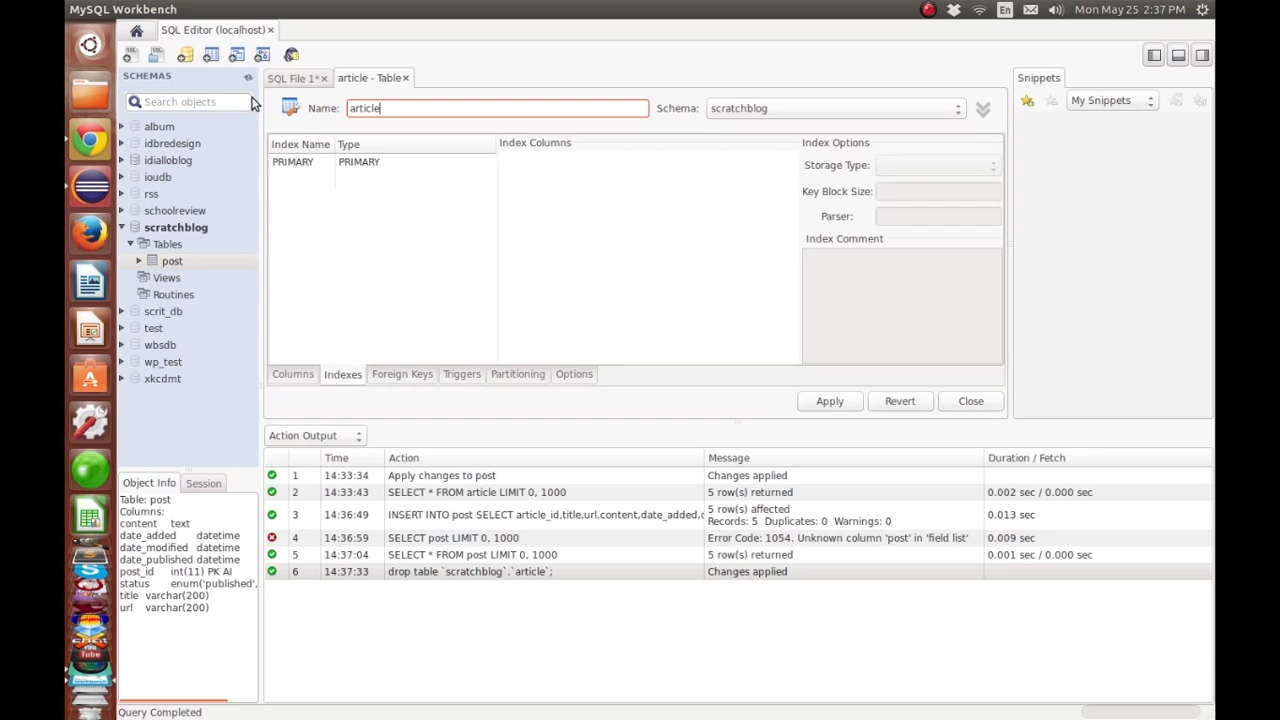 MySQL Workbench
En
Mon May 25 2:37 PM
SQL Editor (localhost)
SCHEMAS
Search objects
album
idbredesign
idialloblog
ioudb
rss
schoolreview
scratchblog
Tables
post
Views
Routines
scrit_db
test
wbsdb
wp_test
xkcdmt
SQL File 1*
article - Table
Name: article
Schema: scratchblog
Index Name Type
PRIMARY PRIMARY
Index Columns
Index Options
Storage Type:
Key Block Size:
Parser:
Index Comment
Columns Indexes Foreign Keys Triggers Partitioning Options
Apply Revert Close
Snippets
My Snippets
Action Output
Time Action Message Duration / Fetch
1 14:33:34 Apply changes to post Changes applied
2 14:33:43 SELECT * FROM article LIMIT 0, 1000 5 row(s) returned 0.002 sec / 0.000 sec
3 14:36:49 INSERT INTO post SELECT article_id,title,url,content,date_added,c 5 row(s) affected
Records: 5 Duplicates: 0 Warnings: 0 0.013 sec
4 14:36:59 SELECT post LIMIT 0, 1000 Error Code: 1054. Unknown column 'post' in 'field list' 0.009 sec
5 14:37:04 SELECT * FROM post LIMIT 0, 1000 5 row(s) returned 0.001 sec / 0.000 sec
6 14:37:33 drop table `scratchblog`.`article`; Changes applied
Object Info Session
Table: post
Columns:
content text
date_added datetime
date_modified datetime
date_published datetime
post_id int(11) PK AI
status enum('published',
title varchar(200)
url varchar(200)
Query Completed